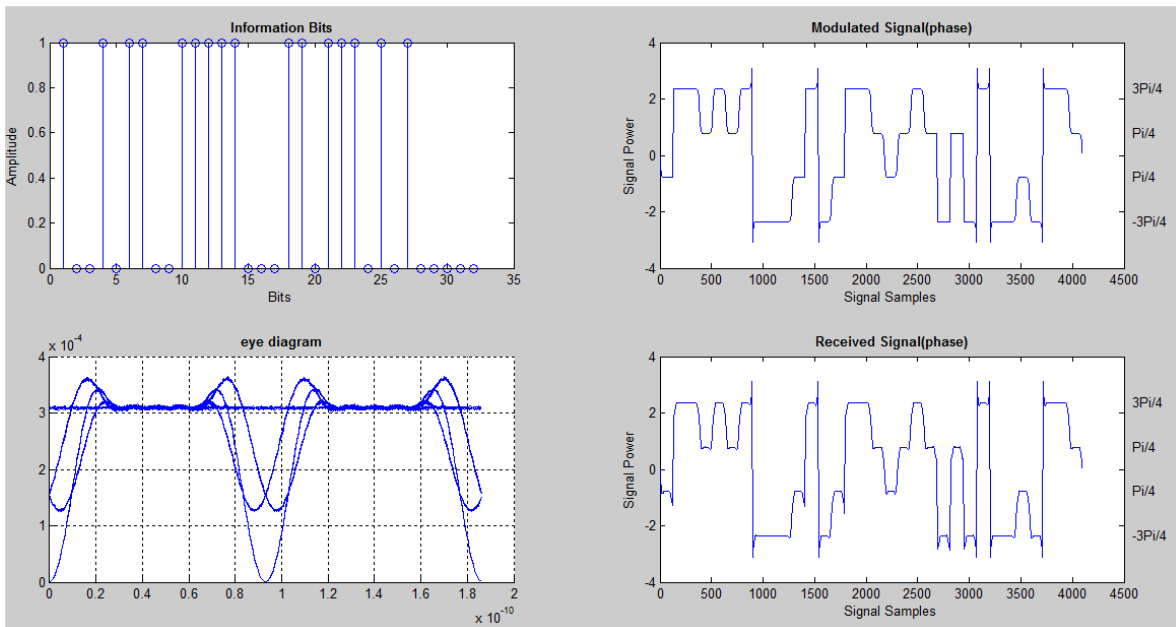 Information Bits
1
0.8
0.6
0.4
0.2
0
Amplitude
0 5 10 15 20 25 30 35
Bits
Modulated Signal(phase)
4
2
0
-2
-4
Signal Power
3Pi/4
Pi/4
Pi/4
-3Pi/4
0 500 1000 1500 2000 2500 3000 3500 4000 4500
Signal Samples
eye diagram
x 10-4
4
3
4
1
0
0 0.2 0.4 0.6 0.8 1 1.2 1.4 1.6 1.8 2
x 10-10
Received Signal(phase)
4
2
0
-2
-4
Signal Power
3Pi/4
Pi/4
Pi/4
-3Pi/4
0 500 1000 1500 2000 2500 3000 3500 4000 4500
Signal Samples